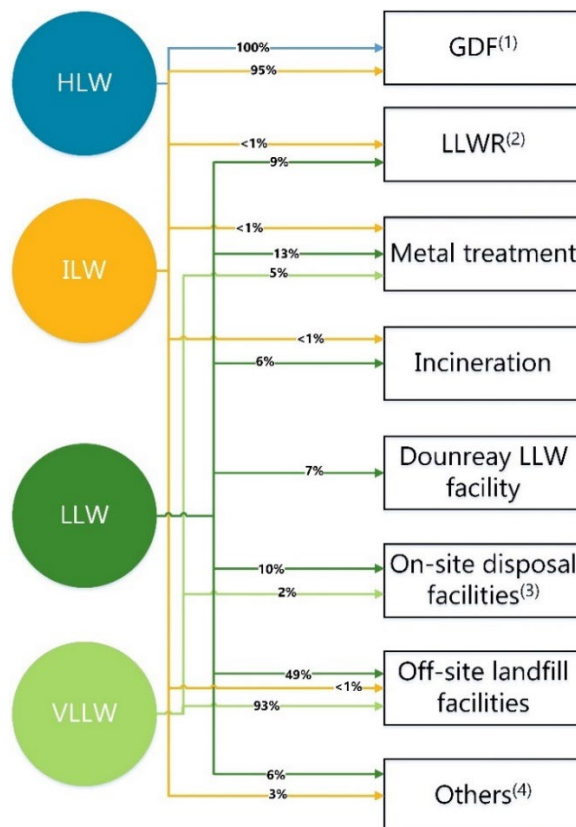 HLW
ILW
LLW
VLLW
100%
95%
GDF(1)
<1%
9%
LLWR(2)
<1%
13%
5%
Metal treatment
<1%
6%
Incineration
7%
Dounreay LLW
facility
10%
2%
On-site disposal
facilities(3)
49%
<1%
93%
Off-site landfill
facilities
6%
3%
Others(4)